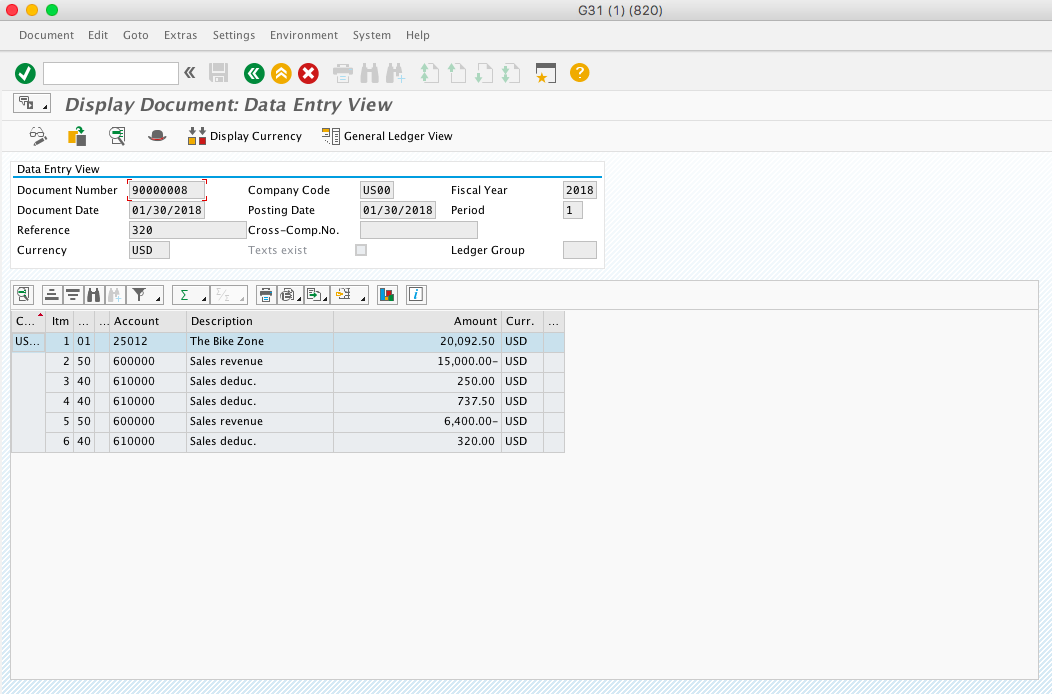 G31 (1) (820)
Document Edit Goto Extras Settings Environment System Help
Display Document: Data Entry View
Display Currency General Ledger View
Data Entry View
Document Number 90000008 Company Code US00 Fiscal Year 2018
Document Date 01/30/2018 Posting Date 01/30/2018 Period 1
Reference 320 Cross-Comp.No.
Currency USD Texts exist Ledger Group
C... Itm ... ... Account Description Amount Curr. ...
US... 1 01 25012 The Bike Zone 20,092.50 USD
2 50 600000 Sales revenue 15,000.00- USD
3 40 610000 Sales deduc. 250.00 USD
4 40 610000 Sales deduc. 737.50 USD
5 50 600000 Sales revenue 6,400.00- USD
6 40 610000 Sales deduc. 320.00 USD